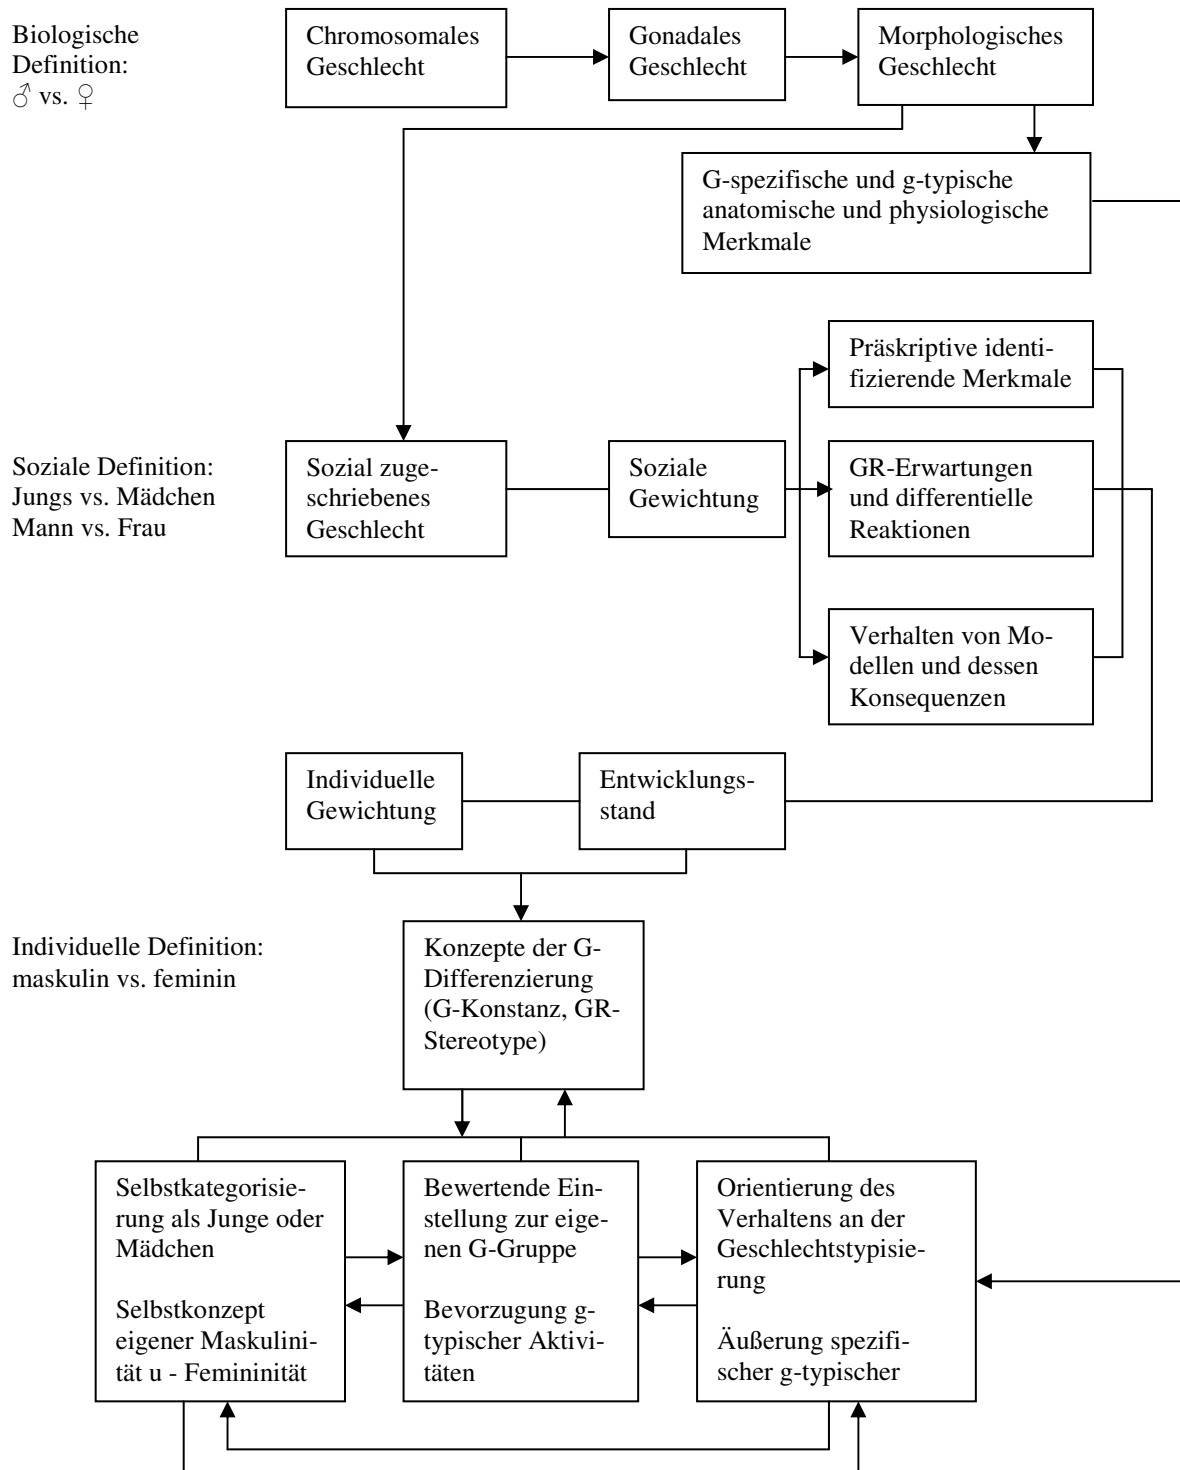 Biologische
Definition:
♂ vs. ♀
Chromosomales
Geschlecht
Gonadales
Geschlecht
Morphologisches
Geschlecht
G-spezifische und g-typische
anatomische und physiologische
Merkmale
Präskriptive identi-
fizierende Merkmale
Soziale Definition:
Jungs vs. Mädchen
Mann vs. Frau
Sozial zuge-
schriebenes
Geschlecht
Soziale
Gewichtung
GR-Erwartungen
und differentielle
Reaktionen
Verhalten von Mo-
dellen und dessen
Konsequenzen
Individuelle
Gewichtung
Entwicklungs-
stand
Individuelle Definition:
maskulin vs. feminin
Konzepte der G-
Differenzierung
(G-Konstanz, GR-
Stereotype)
Selbstkategorisie-
rung als Junge oder
Mädchen
Selbstkonzept
eigener Maskulini-
tät u - Femininität
Bewertende Ein-
stellung zur eige-
nen G-Gruppe
Bevorzugung g-
typischer Aktivi-
täten
Orientierung des
Verhaltens an der
Geschlechtstypisie-
rung
Äußerung spezifi-
scher g-typischer